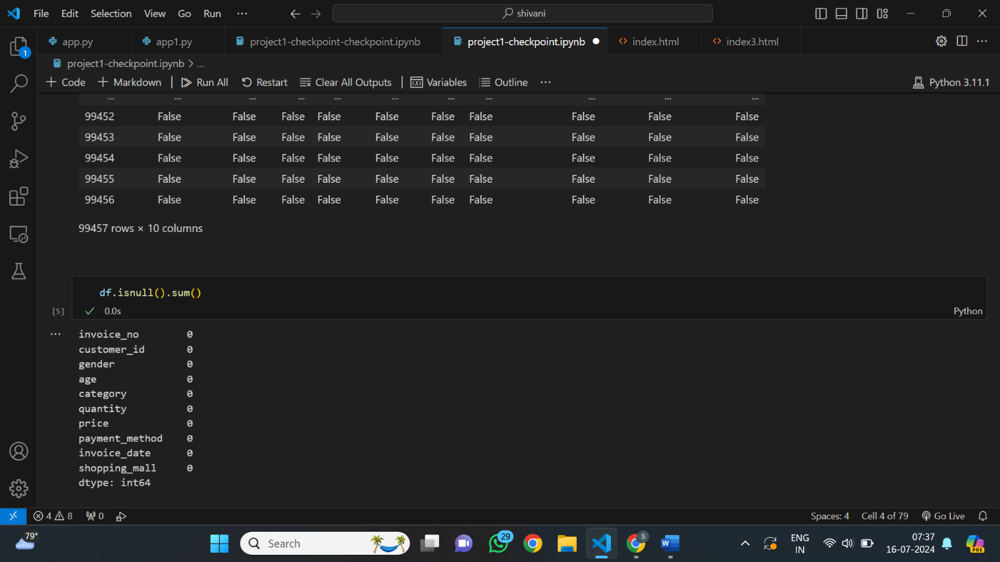 File Edit Selection View Go Run ··· shivani
1
app.py app1.py project1-checkpoint-checkpoint.ipynb project1-checkpoint.ipynb index.html index3.html ···
project1-checkpoint.ipynb > ...
+ Code + Markdown | Run All Restart Clear All Outputs | Variables Outline ··· Python 3.11.1
... ... ... ... ... ... ... ... ... ... ...
99452 False False False False False False False False False False
99453 False False False False False False False False False False
99454 False False False False False False False False False False
99455 False False False False False False False False False False
99456 False False False False False False False False False False
99457 rows × 10 columns
df.isnull().sum()
[5] ✓ 0.0s Python
··· invoice_no 0
customer_id 0
gender 0
age 0
category 0
quantity 0
price 0
payment_method 0
invoice_date 0
shopping_mall 0
dtype: int64
4 8 0 Spaces: 4 Cell 4 of 79 Go Live
79° Search 29 S W ENG 07:37
IN 16-07-2024 PRE